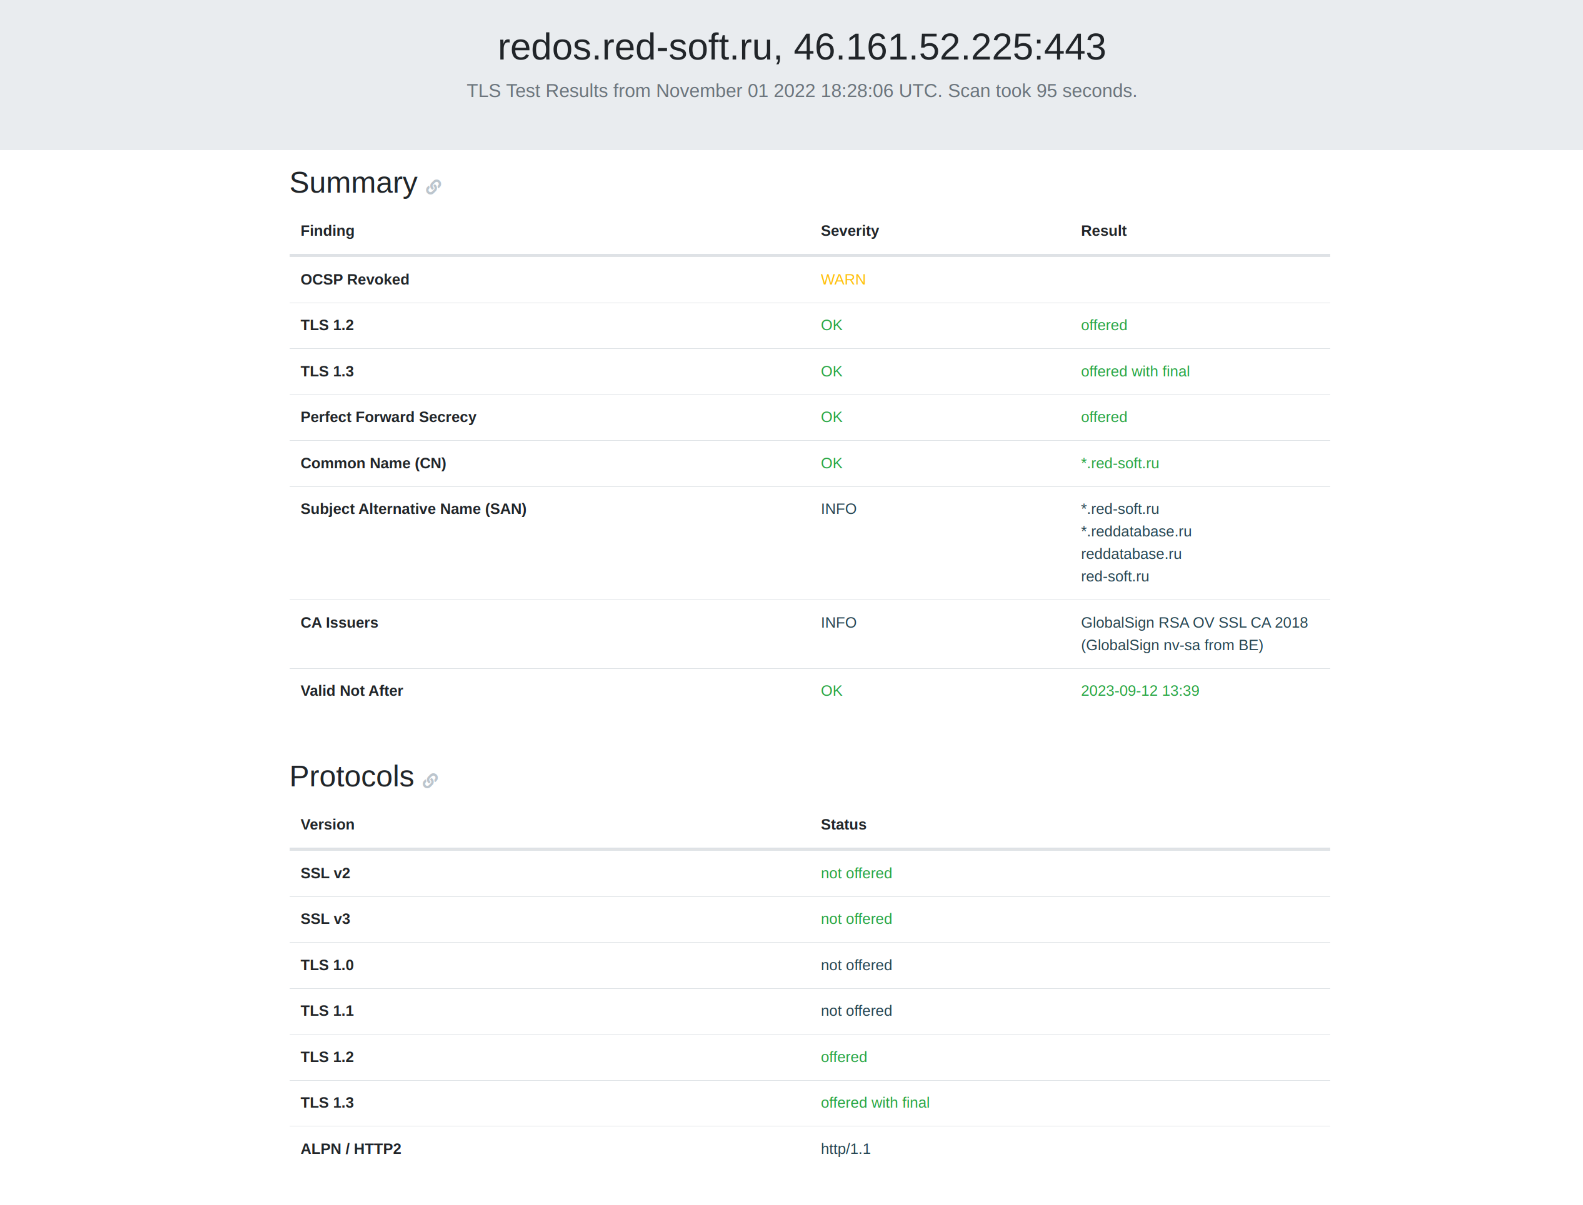 redos.red-soft.ru, 46.161.52.225:443
TLS Test Results from November 01 2022 18:28:06 UTC. Scan took 95 seconds.
Summary
Finding Severity Result
OCSP Revoked WARN
TLS 1.2 OK offered
TLS 1.3 OK offered with final
Perfect Forward Secrecy OK offered
Common Name (CN) OK *.red-soft.ru
Subject Alternative Name (SAN) INFO *.red-soft.ru
*.reddatabase.ru
reddatabase.ru
red-soft.ru
CA Issuers INFO GlobalSign RSA OV SSL CA 2018
(GlobalSign nv-sa from BE)
Valid Not After OK 2023-09-12 13:39
Protocols
Version Status
SSL v2 not offered
SSL v3 not offered
TLS 1.0 not offered
TLS 1.1 not offered
TLS 1.2 offered
TLS 1.3 offered with final
ALPN / HTTP2 http/1.1